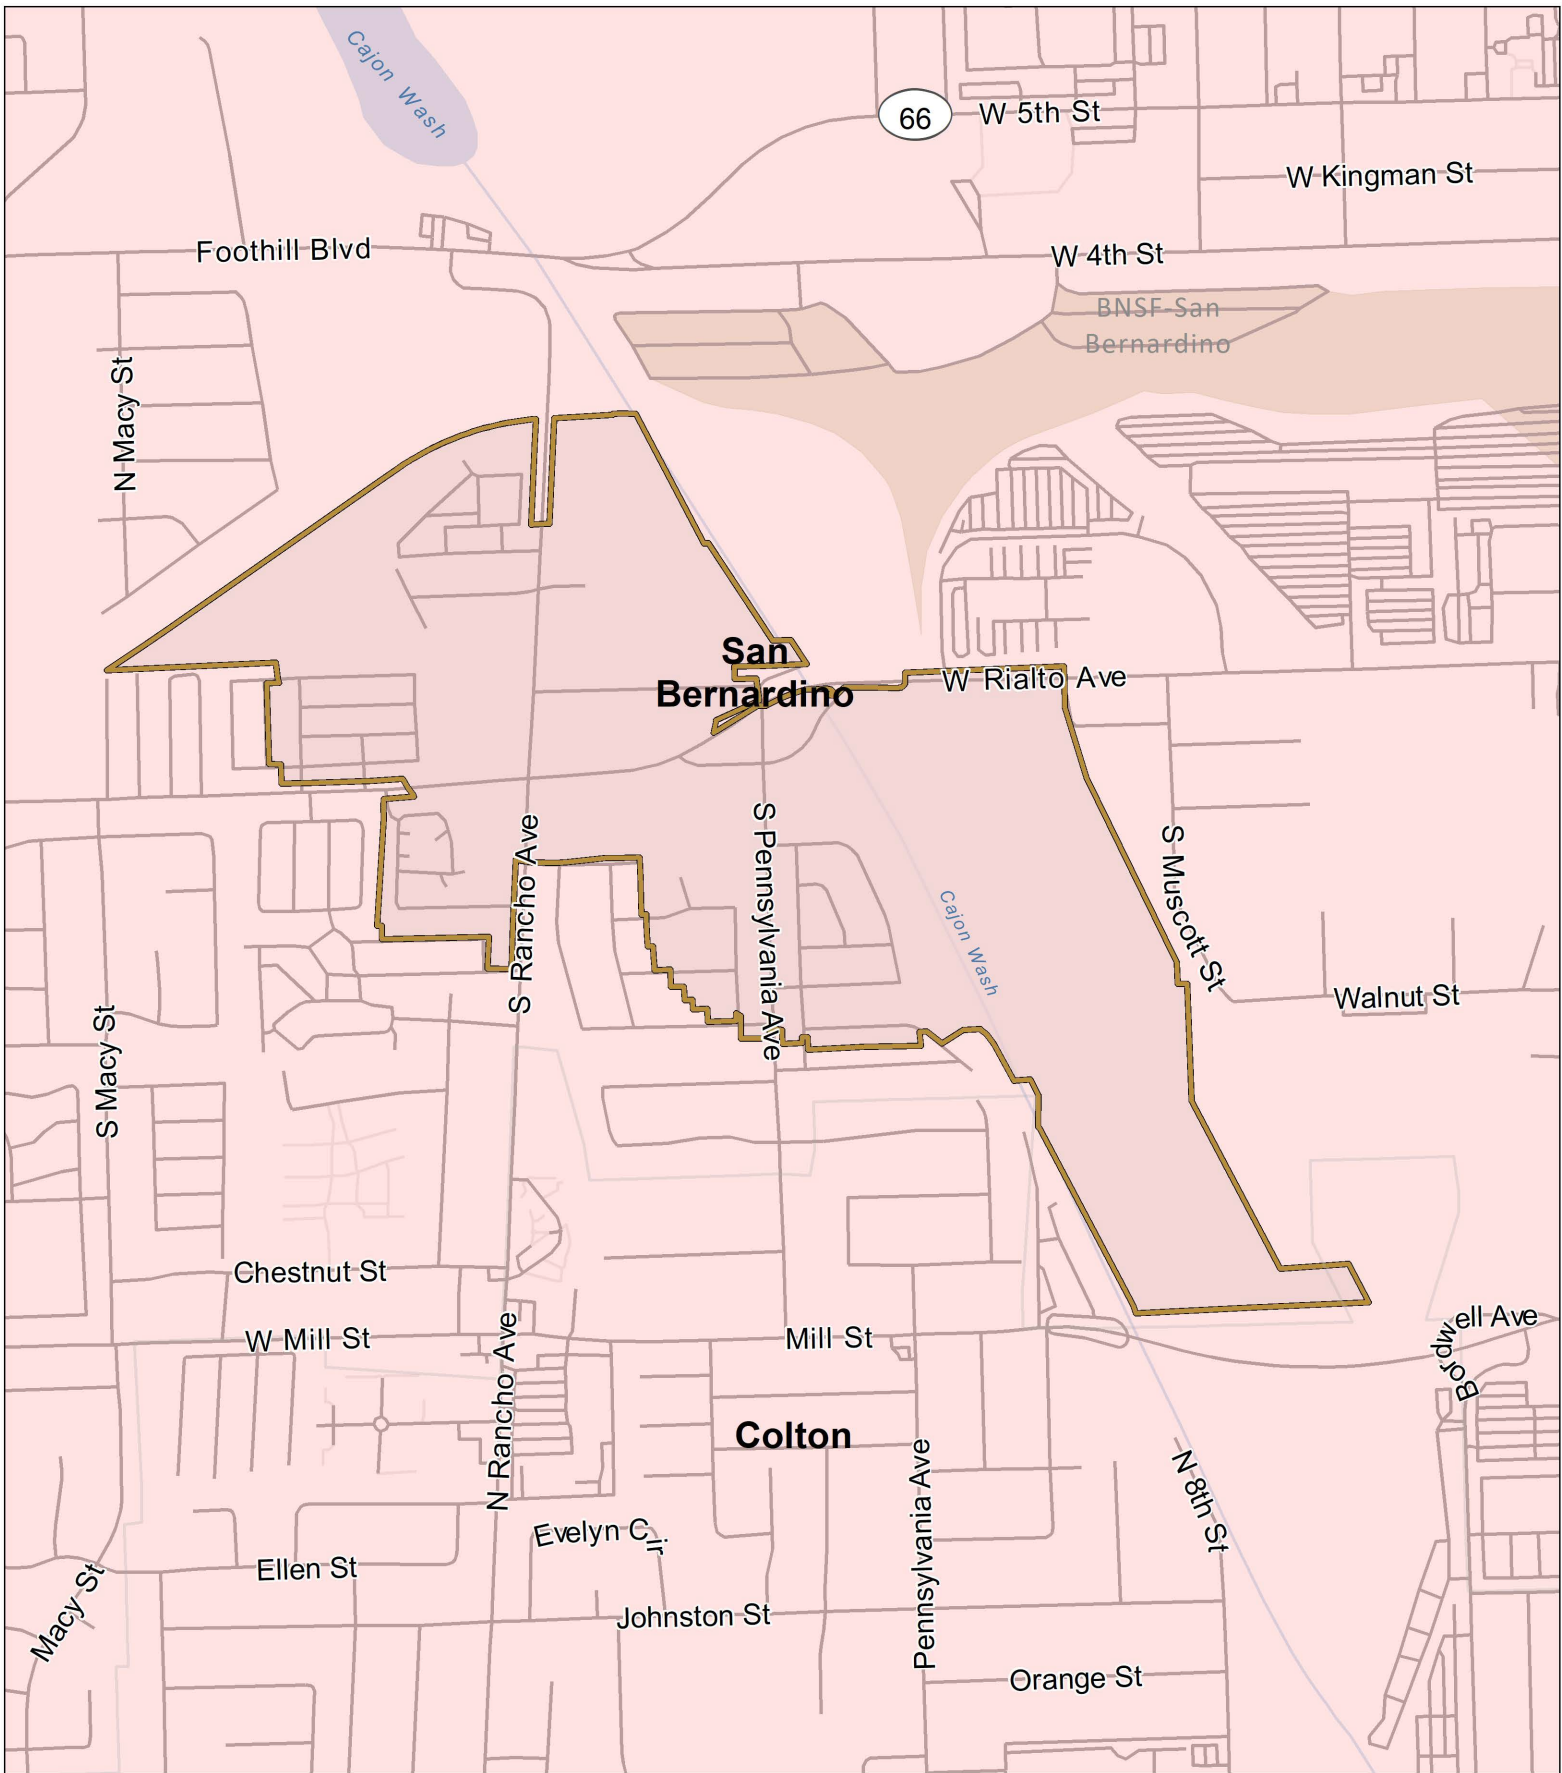 Cajon Wash
66
W 5th St
W Kingman St
Foothill Blvd
W 4th St
BNSF-San
Bernardino
N Macy St
San
Bernardino
W Rialto Ave
S Rancho Ave
S Pennsylvania Ave
S Muscott St
Cajon Wash
Walnut St
S Macy St
Chestnut St
W Mill St
Mill St
Bordwell Ave
N Rancho Ave
Colton
Pennsylvania Ave
N 8th St
Evelyn Cir
Ellen St
Macy St
Johnston St
Orange St